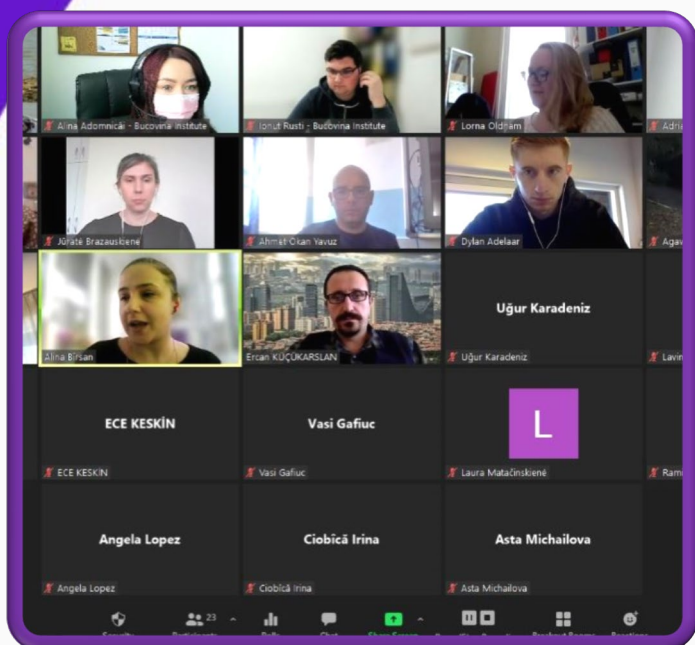 Alina Adomnicăi - Bucovina Institute
Ionut Rusti - Bucovina Institute
Lorna Oldham
Jūratė Brazauskienė
Ahmet Okan Yavuz
Dylan Adelaar
Alina Bîrsan
Ercan KÜÇÜKARSLAN
Uğur Karadeniz
Uğur Karadeniz
ECE KESKİN
Vasi Gafiuc
L
ECE KESKİN
Vasi Gafiuc
Laura Matačinskienė
Angela Lopez
Ciobîcă Irina
Asta Michailova
Angela Lopez
Ciobîcă Irina
Asta Michailova
23